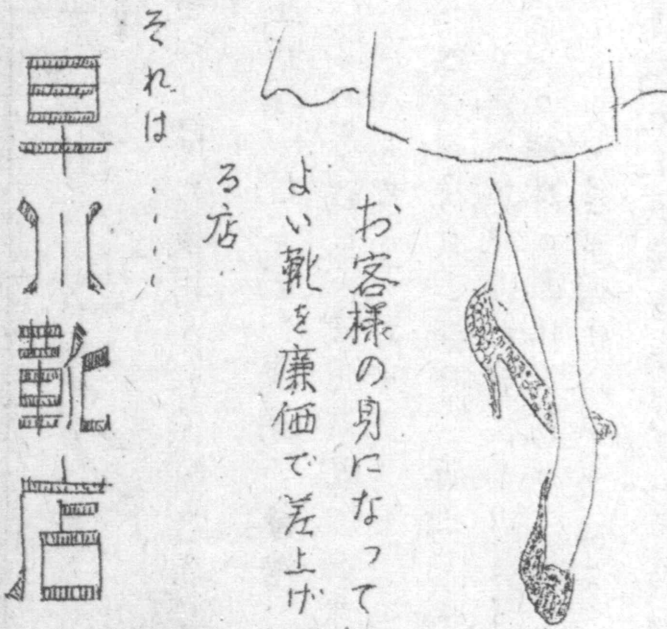 お客様の身になって
よい靴を廉価で差上げ
る店
それは・・・・
早川靴店